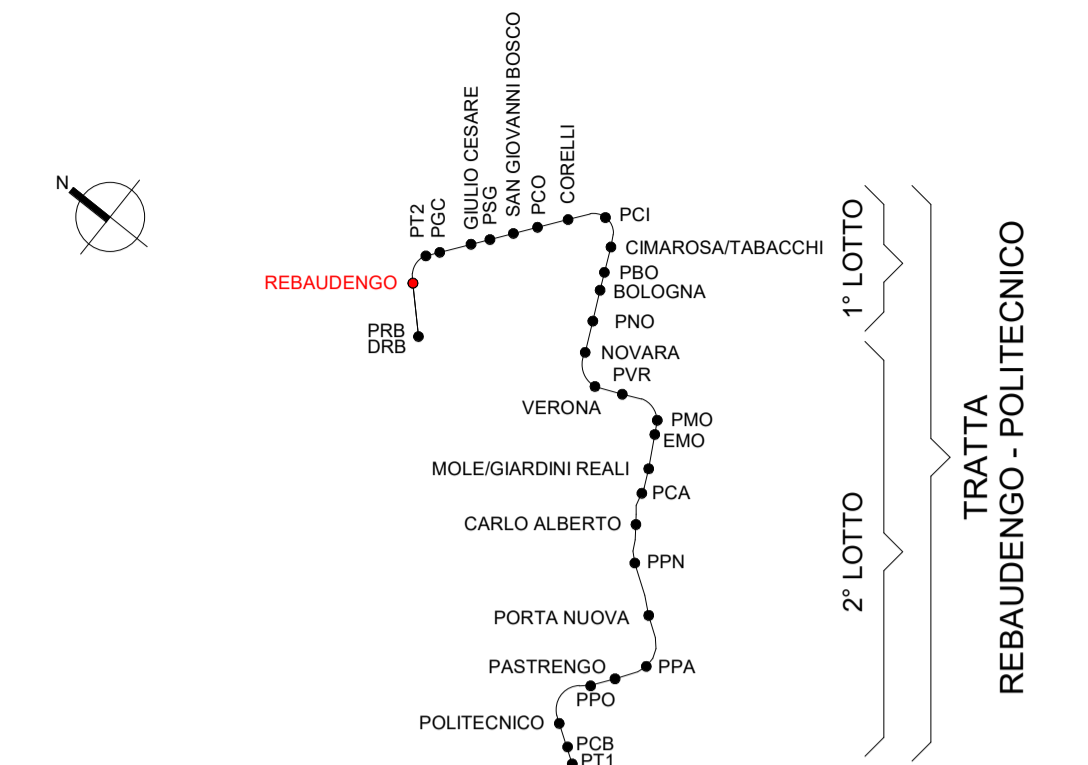 N
PT2
PGC
GIULIO CESARE
PSG
SAN GIOVANNI BOSCO
PCO
CORELLI
PCI
CIMAROSA/TABACCHI
REBAUDENGO
PBO
BOLOGNA
PRB
DRB
PNO
NOVARA
PVR
VERONA
PMO
EMO
MOLE/GIARDINI REALI
PCA
CARLO ALBERTO
PPN
PORTA NUOVA
PASTRENGO
PPA
PPO
POLITECNICO
PCB
PT1
1° LOTTO
2° LOTTO
TRATTA
REBAUDENGO - POLITECNICO